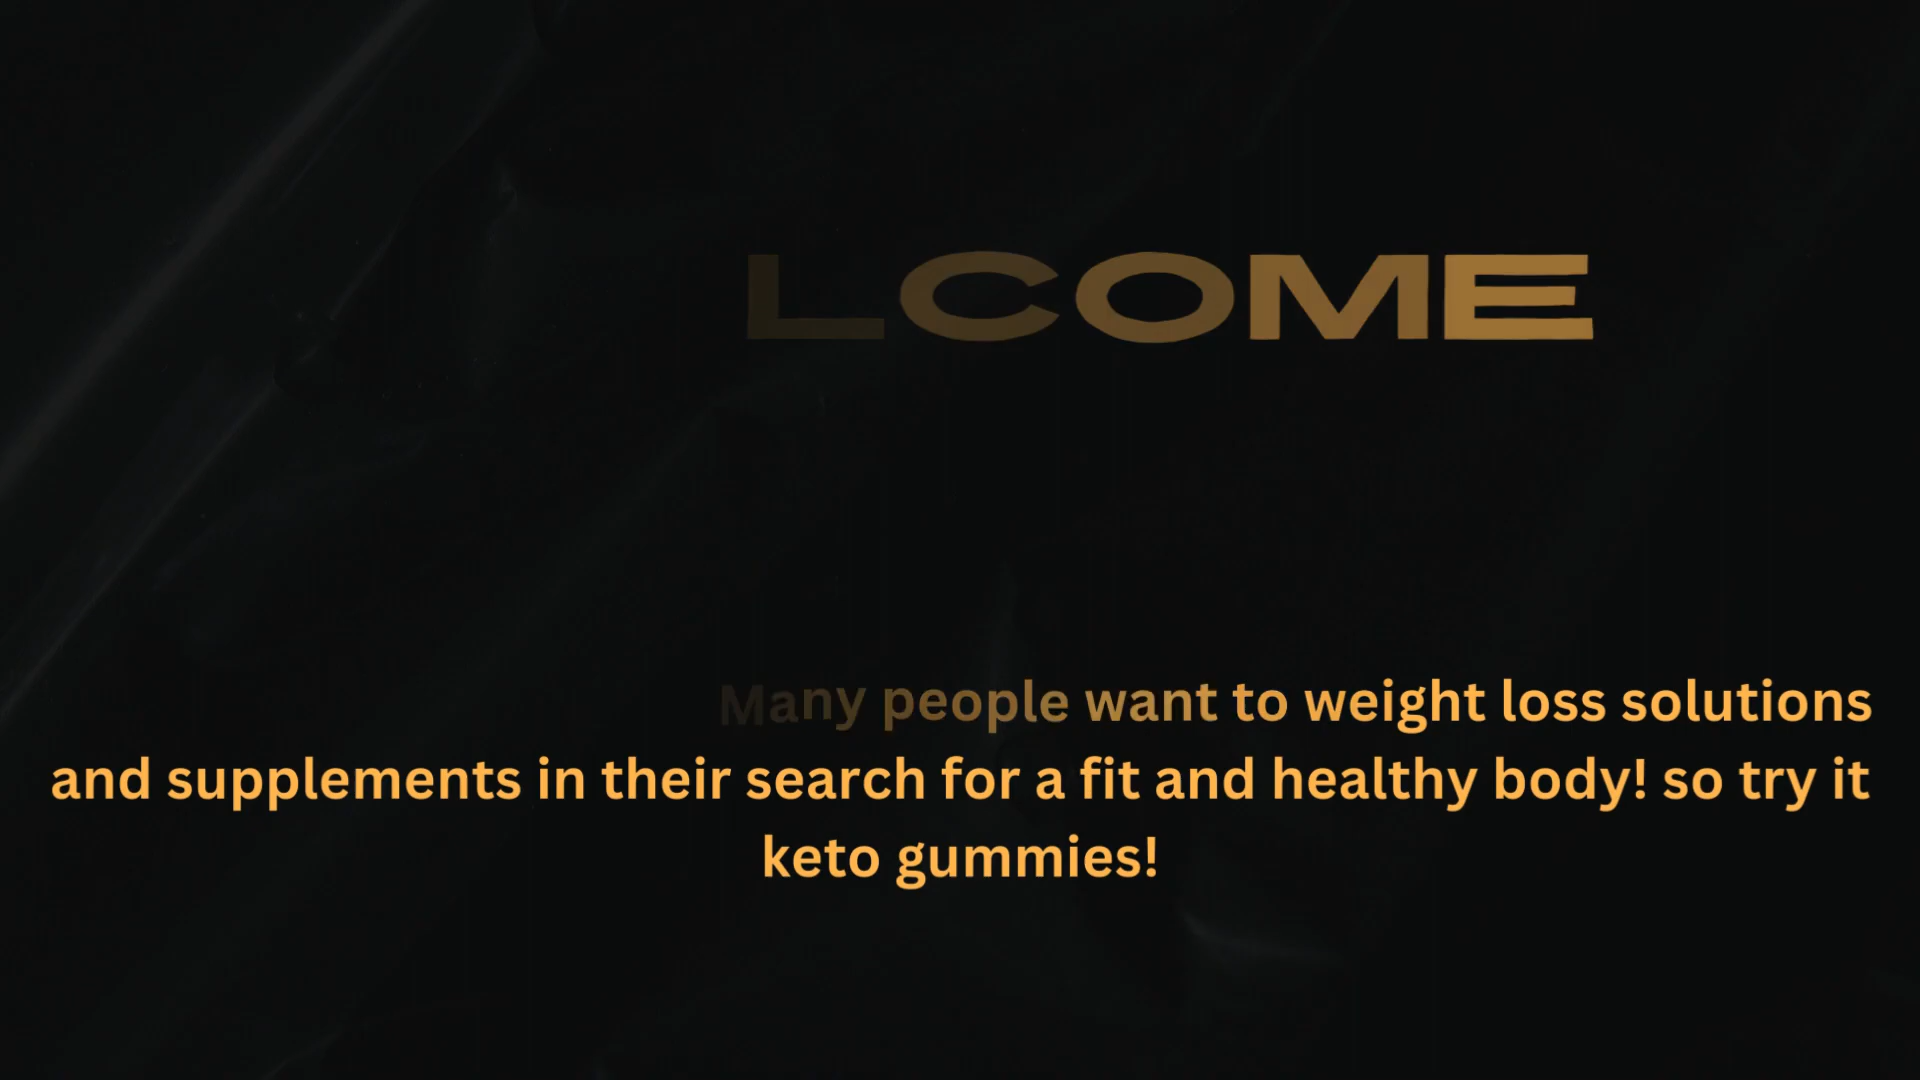 LCOME
Many people want to weight loss solutions
and supplements in their search for a fit and healthy body! so try it
keto gummies!